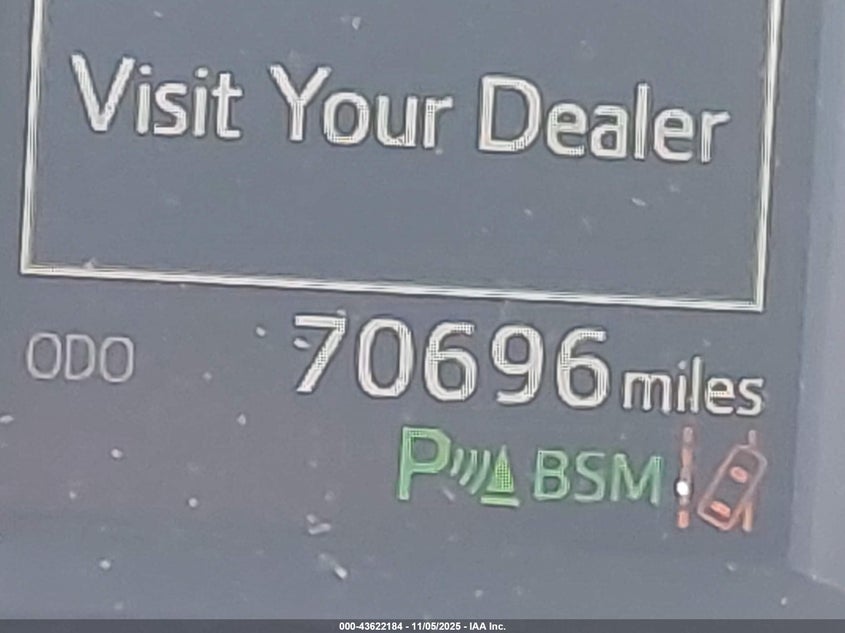 Visit Your Dealer
ODO 70696 miles
P BSM
000-43622184 - 11/05/2025 - IAA Inc.